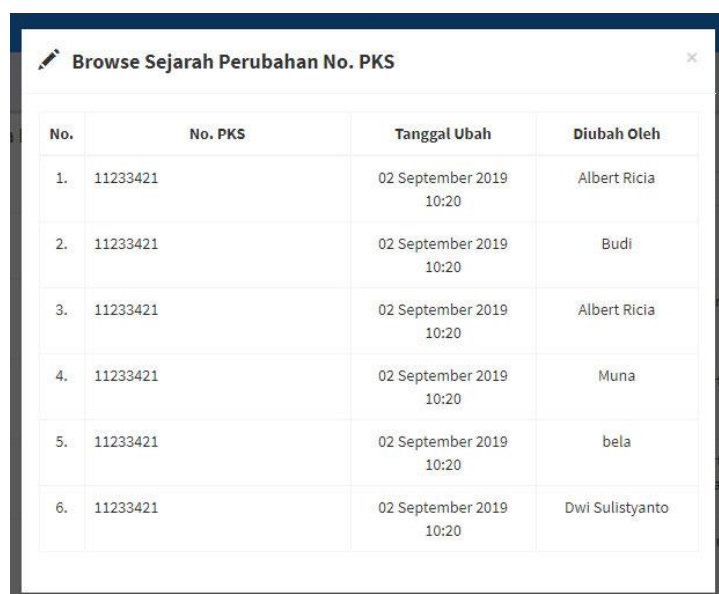 Browse Sejarah Perubahan No. PKS ×
No. No. PKS Tanggal Ubah Diubah Oleh
1. 11233421 02 September 2019 Albert Ricia
10:20
2. 11233421 02 September 2019 Budi
10:20
3. 11233421 02 September 2019 Albert Ricia
10:20
4. 11233421 02 September 2019 Muna
10:20
5. 11233421 02 September 2019 bela
10:20
6. 11233421 02 September 2019 Dwi Sulistyanto
10:20